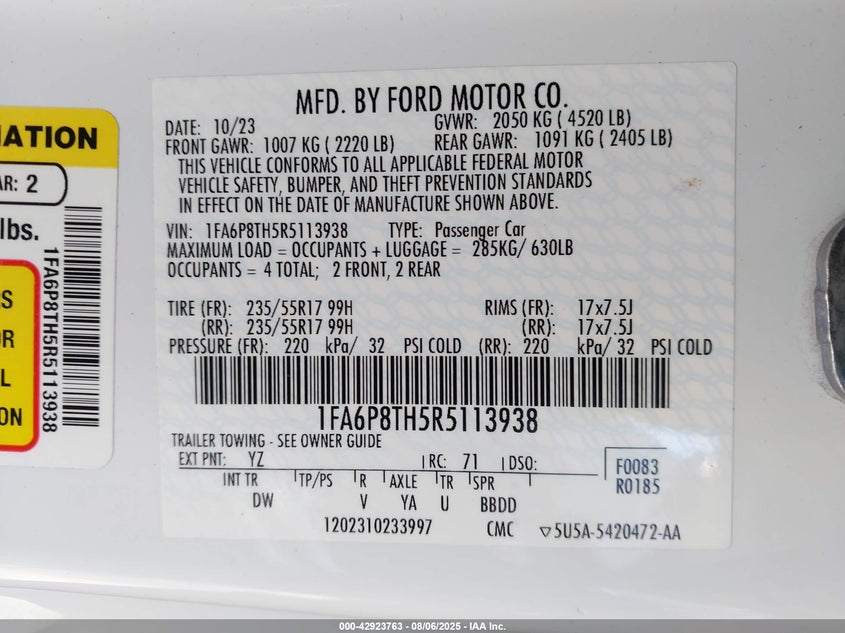 MATION
AR: 2
lbs.
RS
OR
L
ION
1FA6P8TH5R5113938
MFD. BY FORD MOTOR CO.
DATE: 10/23 GVWR: 2050 KG ( 4520 LB)
FRONT GAWR: 1007 KG ( 2220 LB) REAR GAWR: 1091 KG ( 2405 LB)
THIS VEHICLE CONFORMS TO ALL APPLICABLE FEDERAL MOTOR
VEHICLE SAFETY, BUMPER, AND THEFT PREVENTION STANDARDS
IN EFFECT ON THE DATE OF MANUFACTURE SHOWN ABOVE.
VIN: 1FA6P8TH5R5113938 TYPE: Passenger Car
MAXIMUM LOAD = OCCUPANTS + LUGGAGE = 285KG/ 630LB
OCCUPANTS = 4 TOTAL; 2 FRONT, 2 REAR
TIRE (FR): 235/55R17 99H RIMS (FR): 17x7.5J
(RR): 235/55R17 99H (RR): 17x7.5J
PRESSURE (FR): 220 kPa/ 32 PSI COLD (RR): 220 kPa/ 32 PSI COLD
1FA6P8TH5R5113938
TRAILER TOWING - SEE OWNER GUIDE
EXT PNT: YZ RC: 71 DSO:
INT TR TP/PS R AXLE TR SPR
DW V YA U BBDD
F0083
R0185
1202310233997 CMC ▽5U5A-5420472-AA
000-42923763 - 08/06/2025 - IAA Inc.